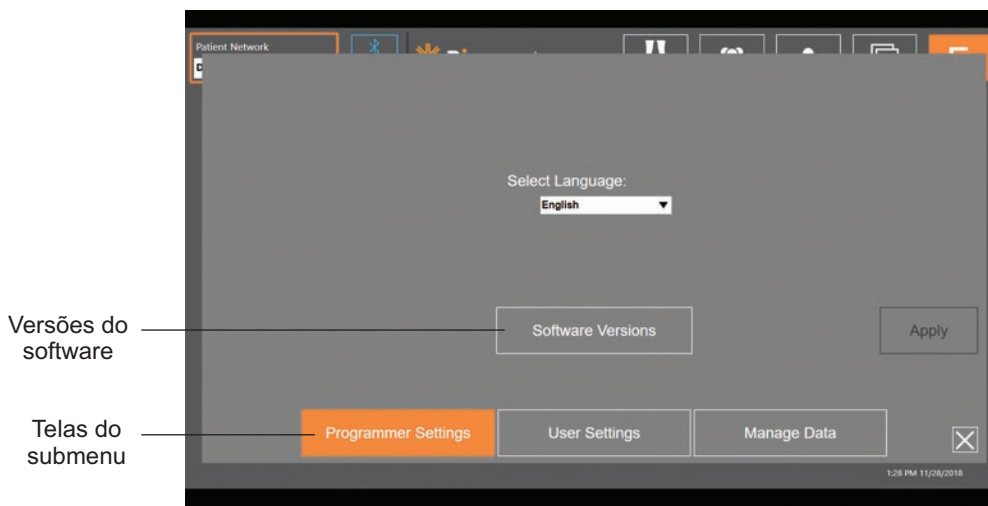 Patient Network
Select Language:
English
Versões do
software
Software Versions
Apply
Telas do
submenu
Programmer Settings
User Settings
Manage Data
1:28 PM 11/28/2018